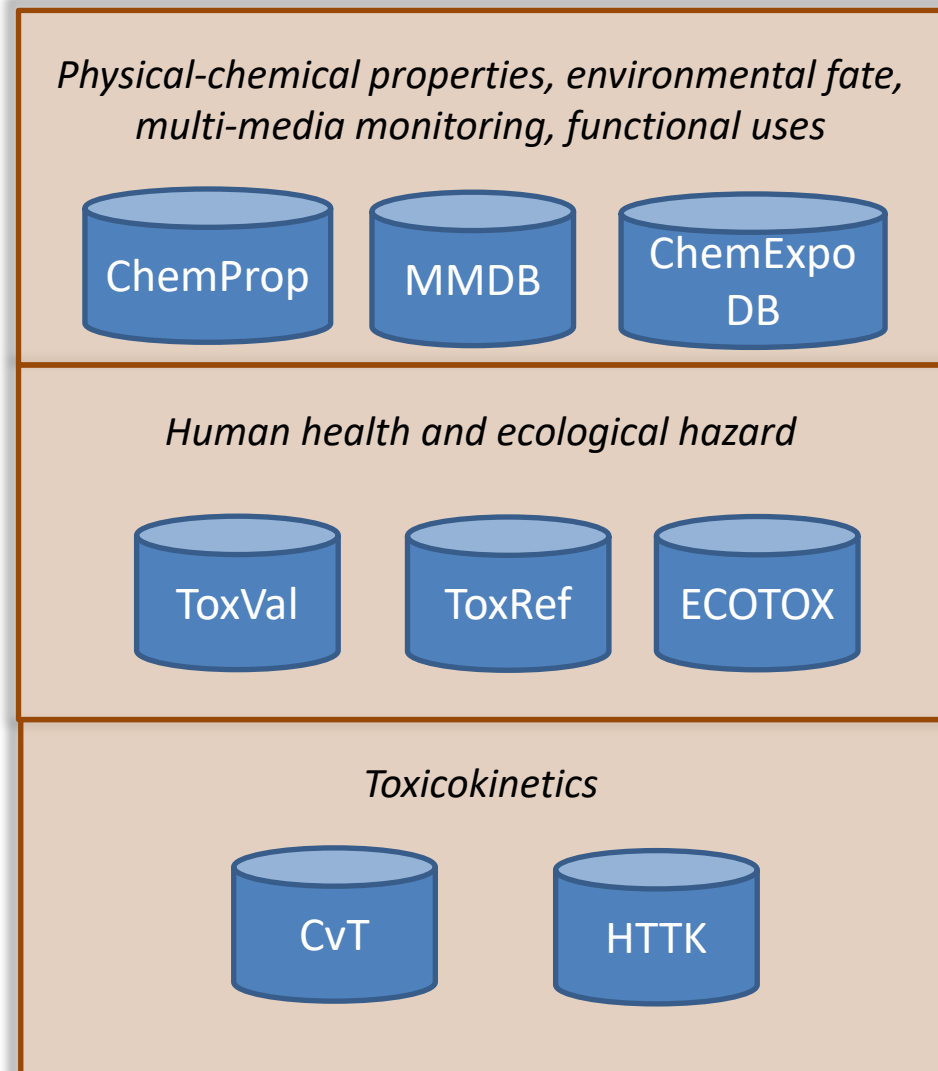 Physical-chemical properties, environmental fate,
multi-media monitoring, functional uses
ChemProp
MMDB
ChemExpo
DB
Human health and ecological hazard
ToxVal
ToxRef
ECOTOX
Toxicokinetics
CvT
HTTK